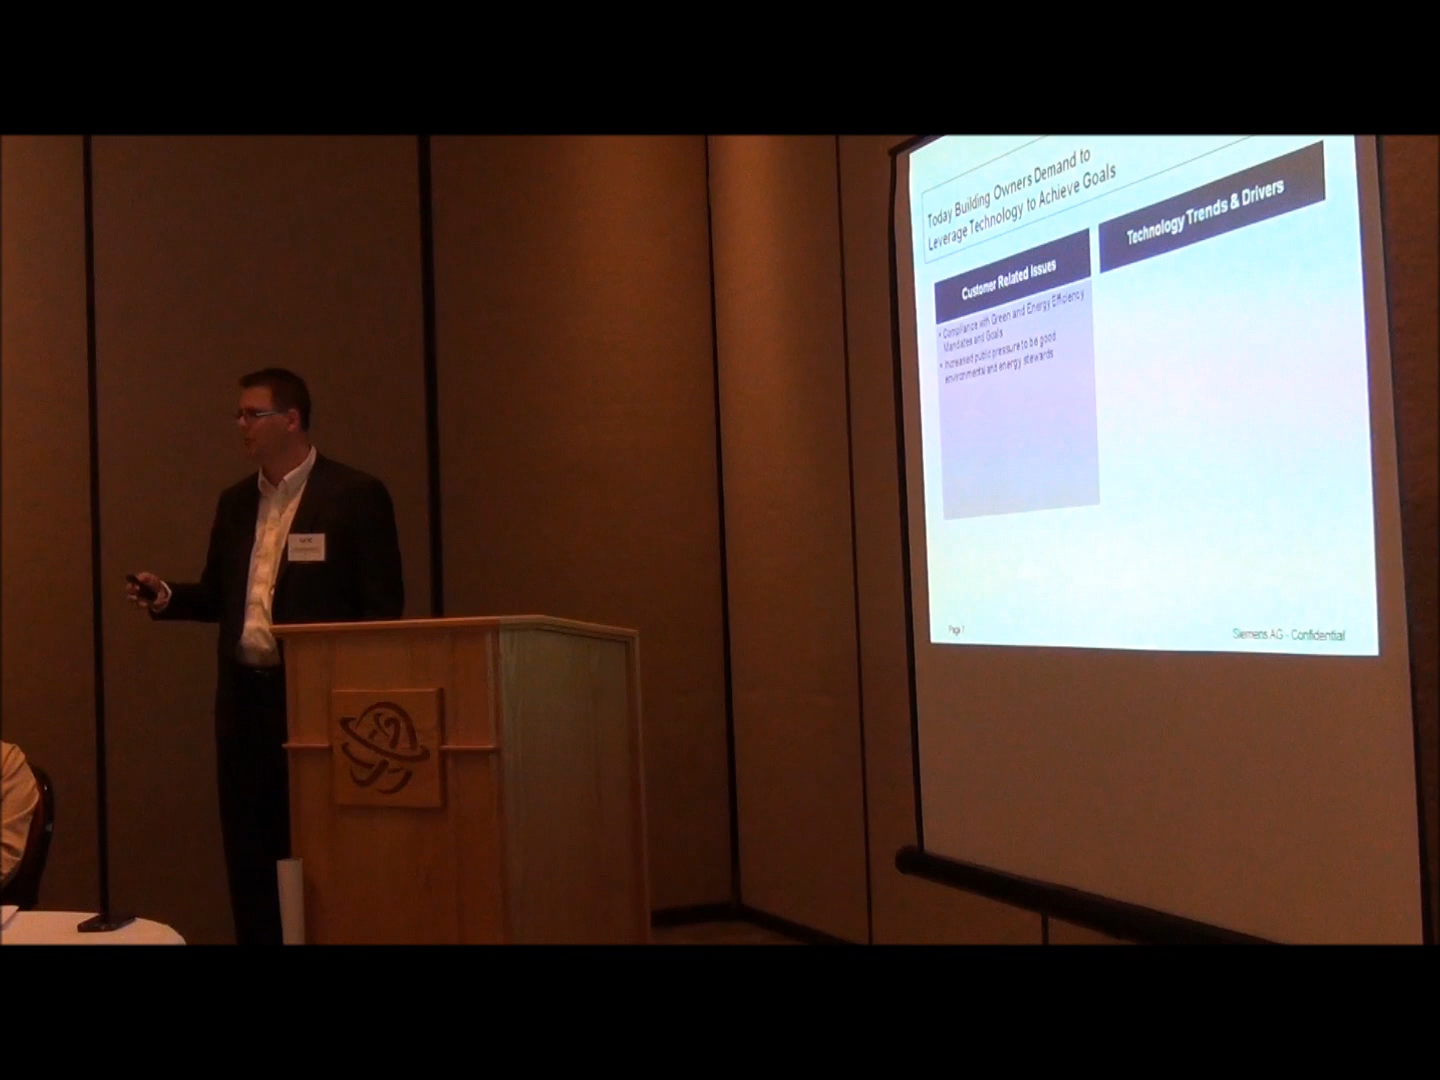 Today Building Owners Demand to
Leverage Technology to Achieve Goals
Customer Related Issues
• Compliance with Green and Energy Efficiency
Mandates and Goals
• Increased public pressure to be good
environmental and energy stewards
Technology Trends & Drivers
Page 7
Siemens AG - Confidential